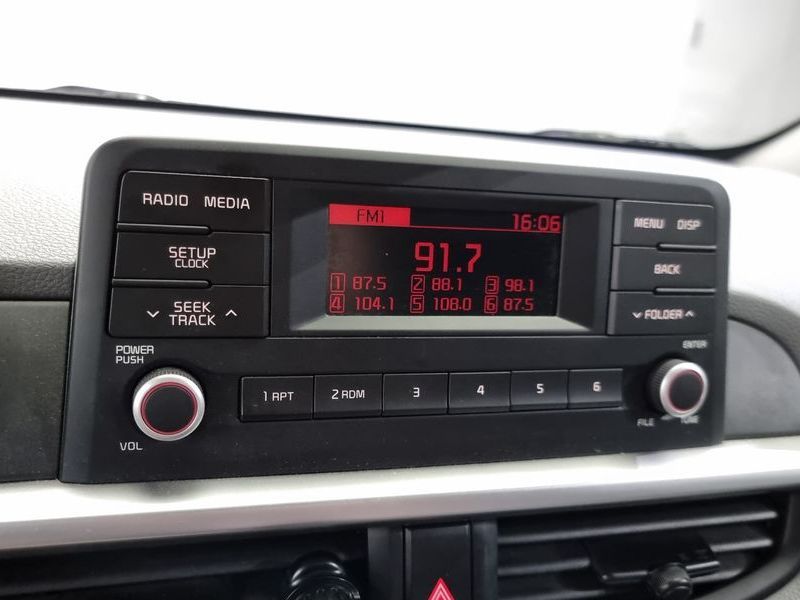 RADIO MEDIA
SETUP
CLOCK
SEEK
TRACK
POWER
PUSH
VOL
FM1 16:06
91.7
1 87.5 2 88.1 3 98.1
4 104.1 5 108.0 6 87.5
MENU DISP
BACK
FOLDER
ENTER
FILE TUNE
1 RPT 2 RDM 3 4 5 6